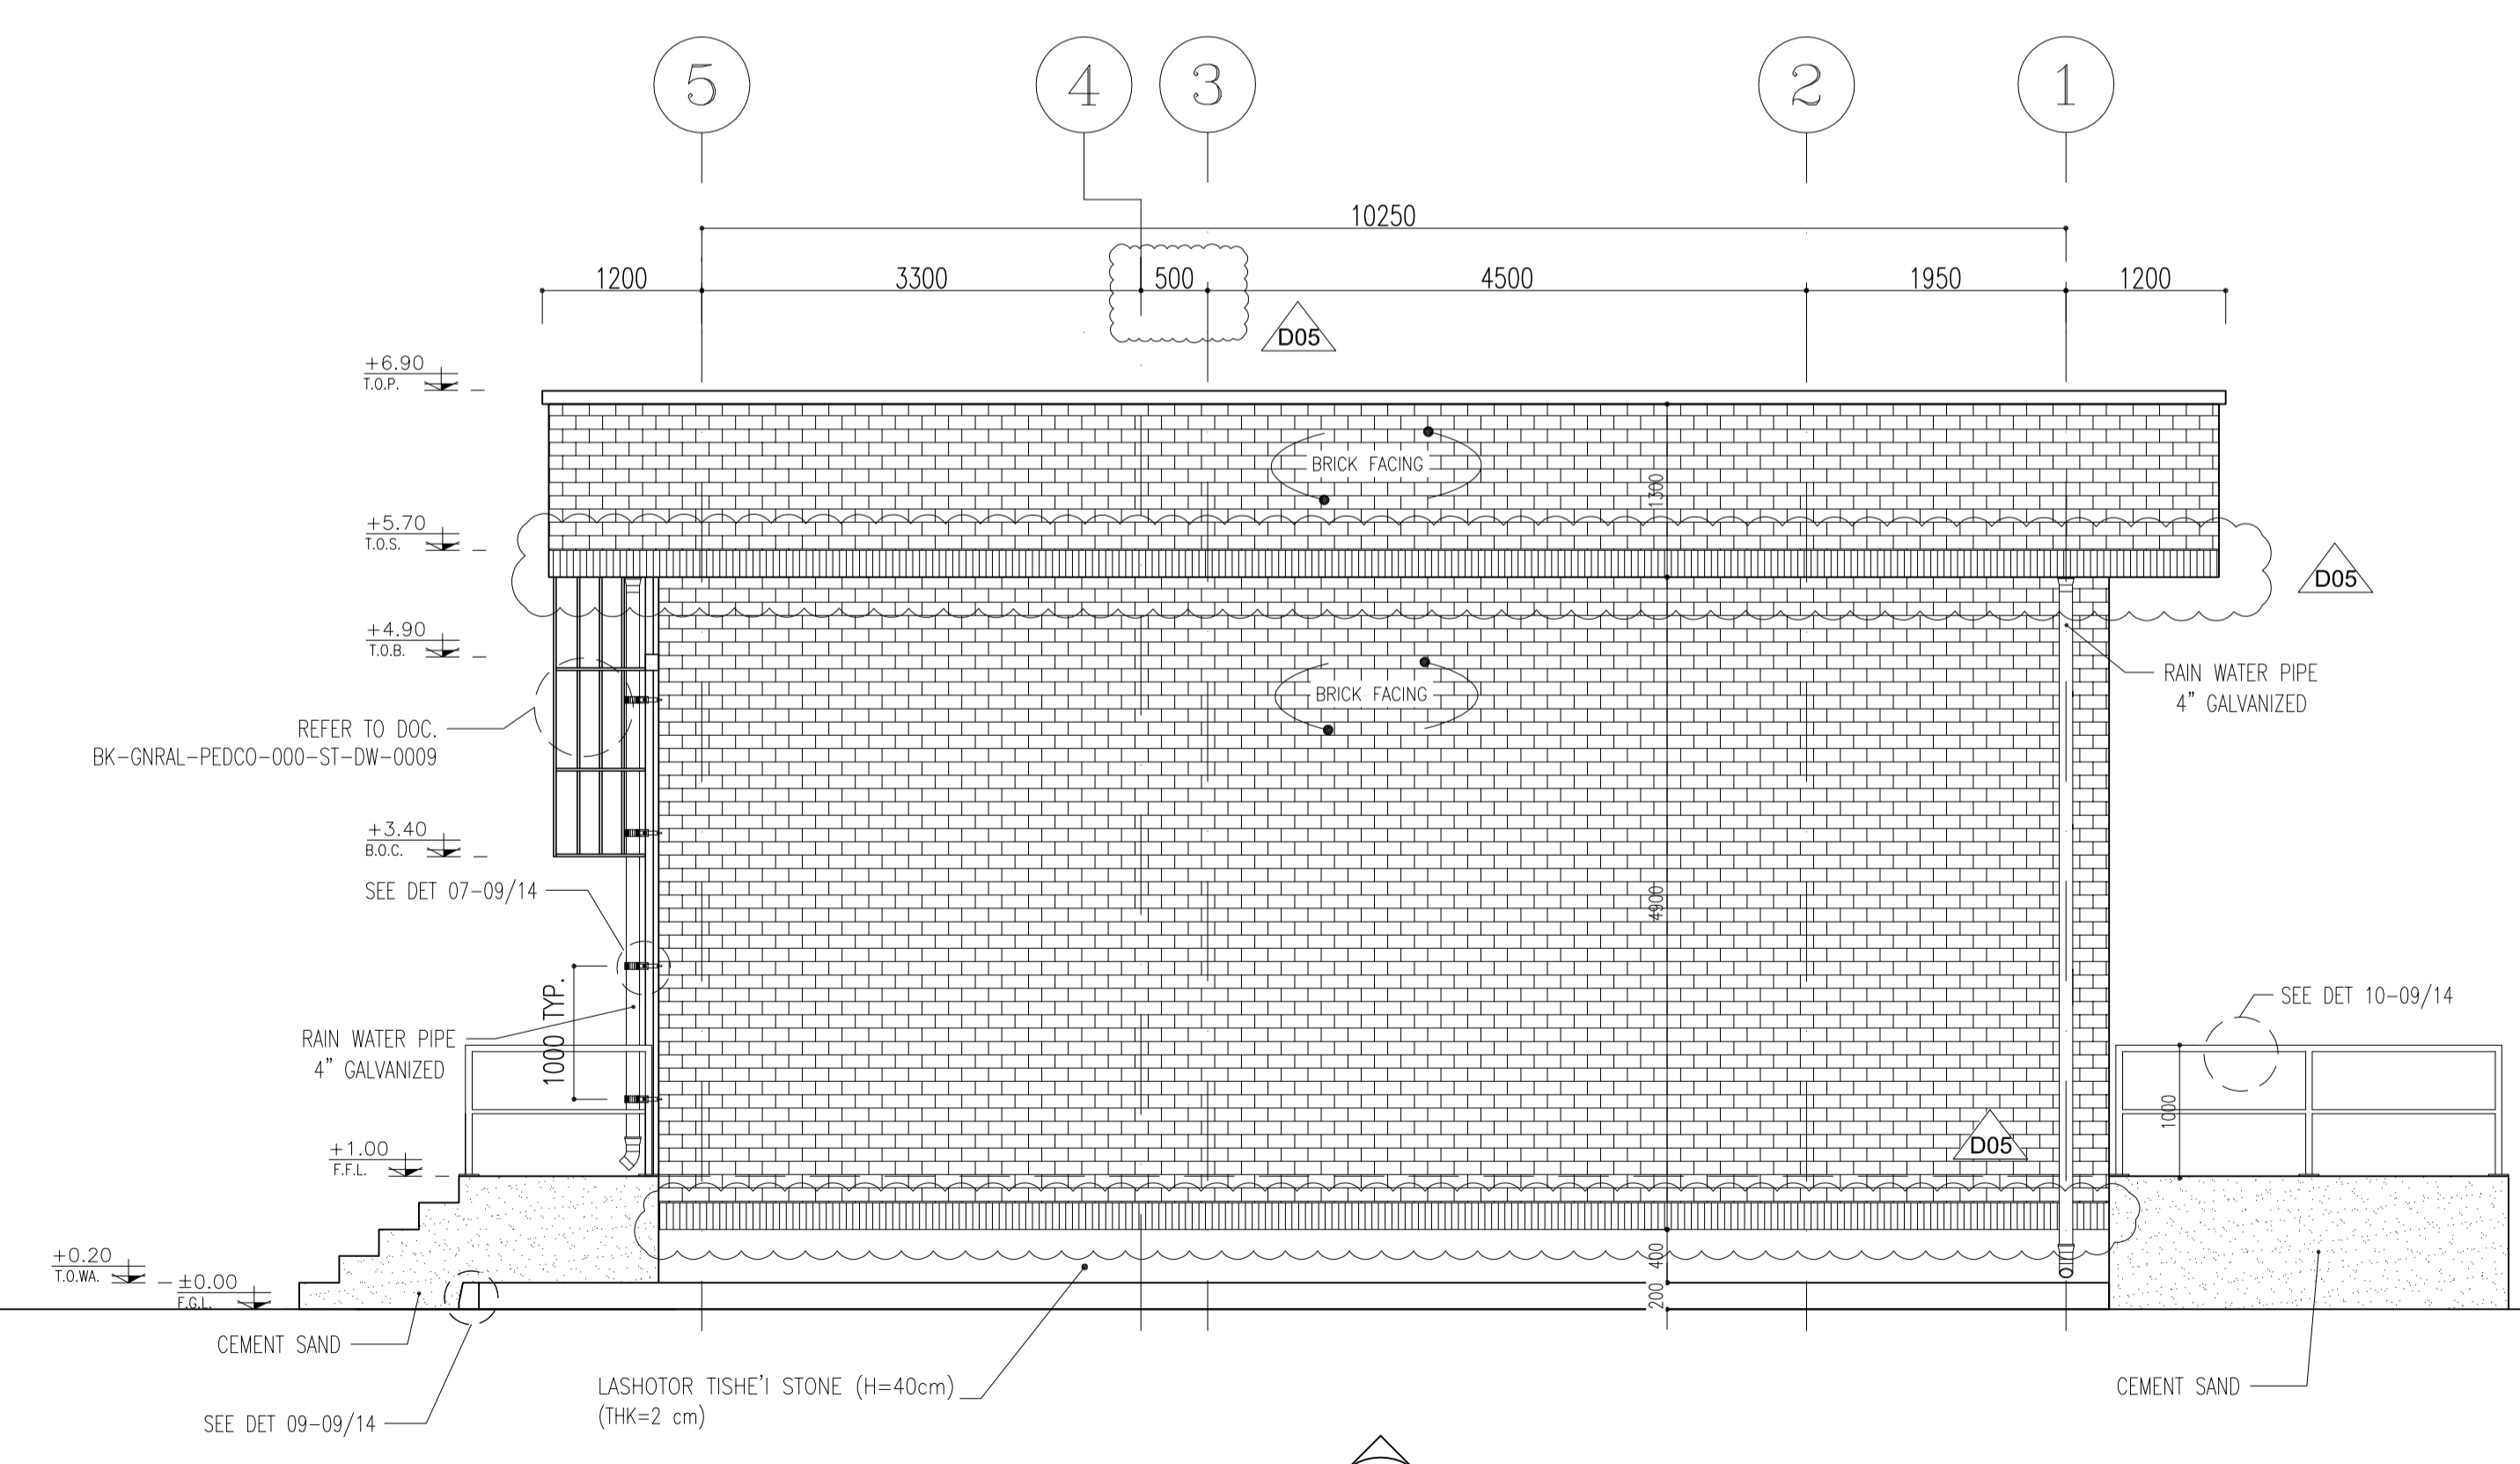 5 4 3 2 1
10250
1200 3300 500 4500 1950 1200
D05
+6.90
T.O.P.
BRICK FACING
1300
+5.70
T.O.S.
D05
+4.90
T.O.B.
BRICK FACING
RAIN WATER PIPE
4" GALVANIZED
REFER TO DOC.
BK-GNRAL-PEDCO-000-ST-DW-0009
+3.40
B.O.C.
SEE DET 07-09/14
4900
1000 TYP.
SEE DET 10-09/14
RAIN WATER PIPE
4" GALVANIZED
1000
D05
+1.00
F.F.L.
400
+0.20
T.O.WA.
±0.00
F.G.L.
200
CEMENT SAND
LASHOTOR TISHE'I STONE (H=40cm)
(THK=2 cm)
CEMENT SAND
SEE DET 09-09/14